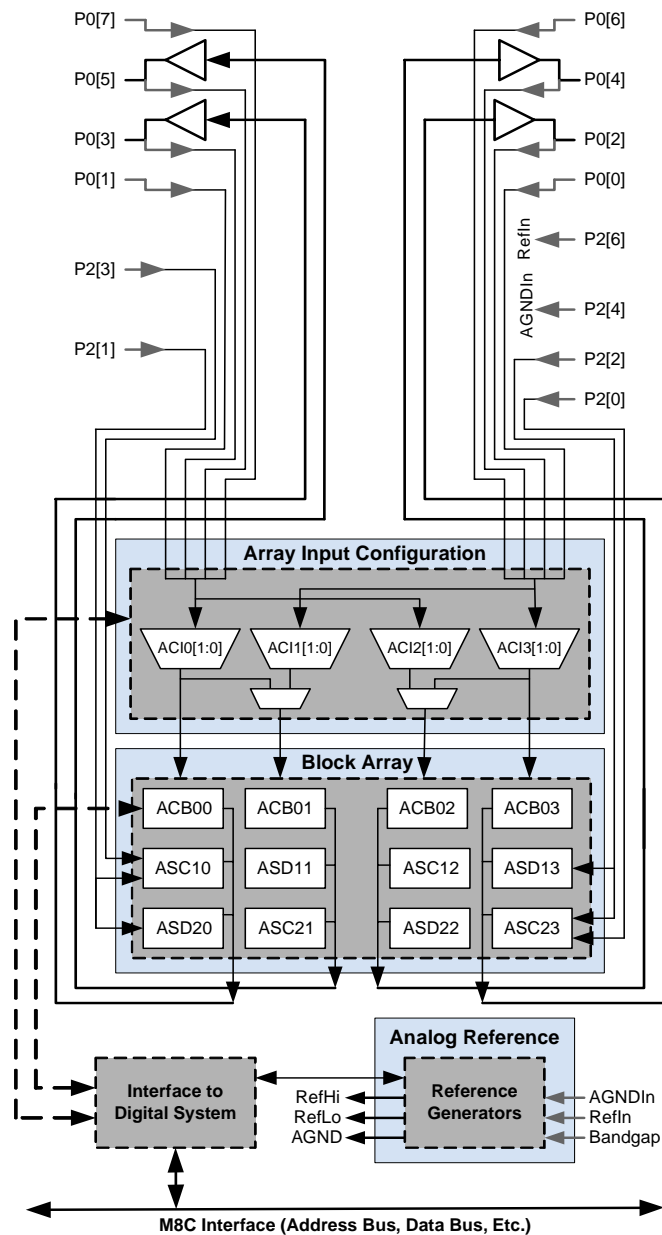 P0[7]
P0[6]
P0[5]
P0[4]
P0[3]
P0[2]
P0[1]
P0[0]
RefIn
P2[6]
P2[3]
AGNDIn
P2[4]
P2[1]
P2[2]
P2[0]
Array Input Configuration
ACI0[1:0]
ACI1[1:0]
ACI2[1:0]
ACI3[1:0]
Block Array
ACB00
ACB01
ACB02
ACB03
ASC10
ASD11
ASC12
ASD13
ASD20
ASC21
ASD22
ASC23
Analog Reference
Interface to
Digital System
RefHi
RefLo
AGND
Reference
Generators
AGNDIn
RefIn
Bandgap
M8C Interface (Address Bus, Data Bus, Etc.)